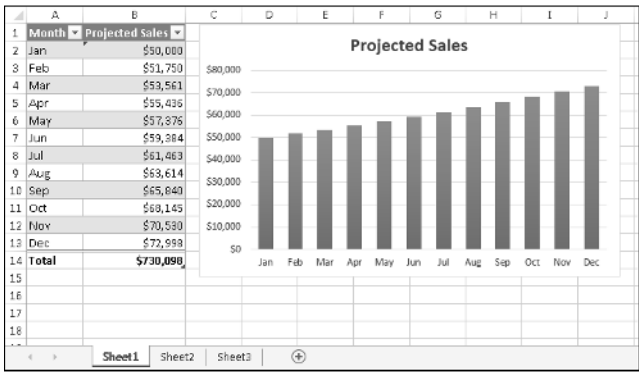 A B C D E F G H I J
1 Month Projected Sales
2 Jan $50,000
3 Feb $51,750
4 Mar $53,561
5 Apr $55,436
6 May $57,376
7 Jun $59,384
8 Jul $61,463
9 Aug $63,614
10 Sep $65,840
11 Oct $68,145
12 Nov $70,530
13 Dec $72,998
14 Total $730,098
15
16
17
18
Projected Sales
$80,000
$70,000
$60,000
$50,000
$40,000
$30,000
$20,000
$10,000
$0
Jan Feb Mar Apr May Jun Jul Aug Sep Oct Nov Dec
Sheet1 Sheet2 Sheet3